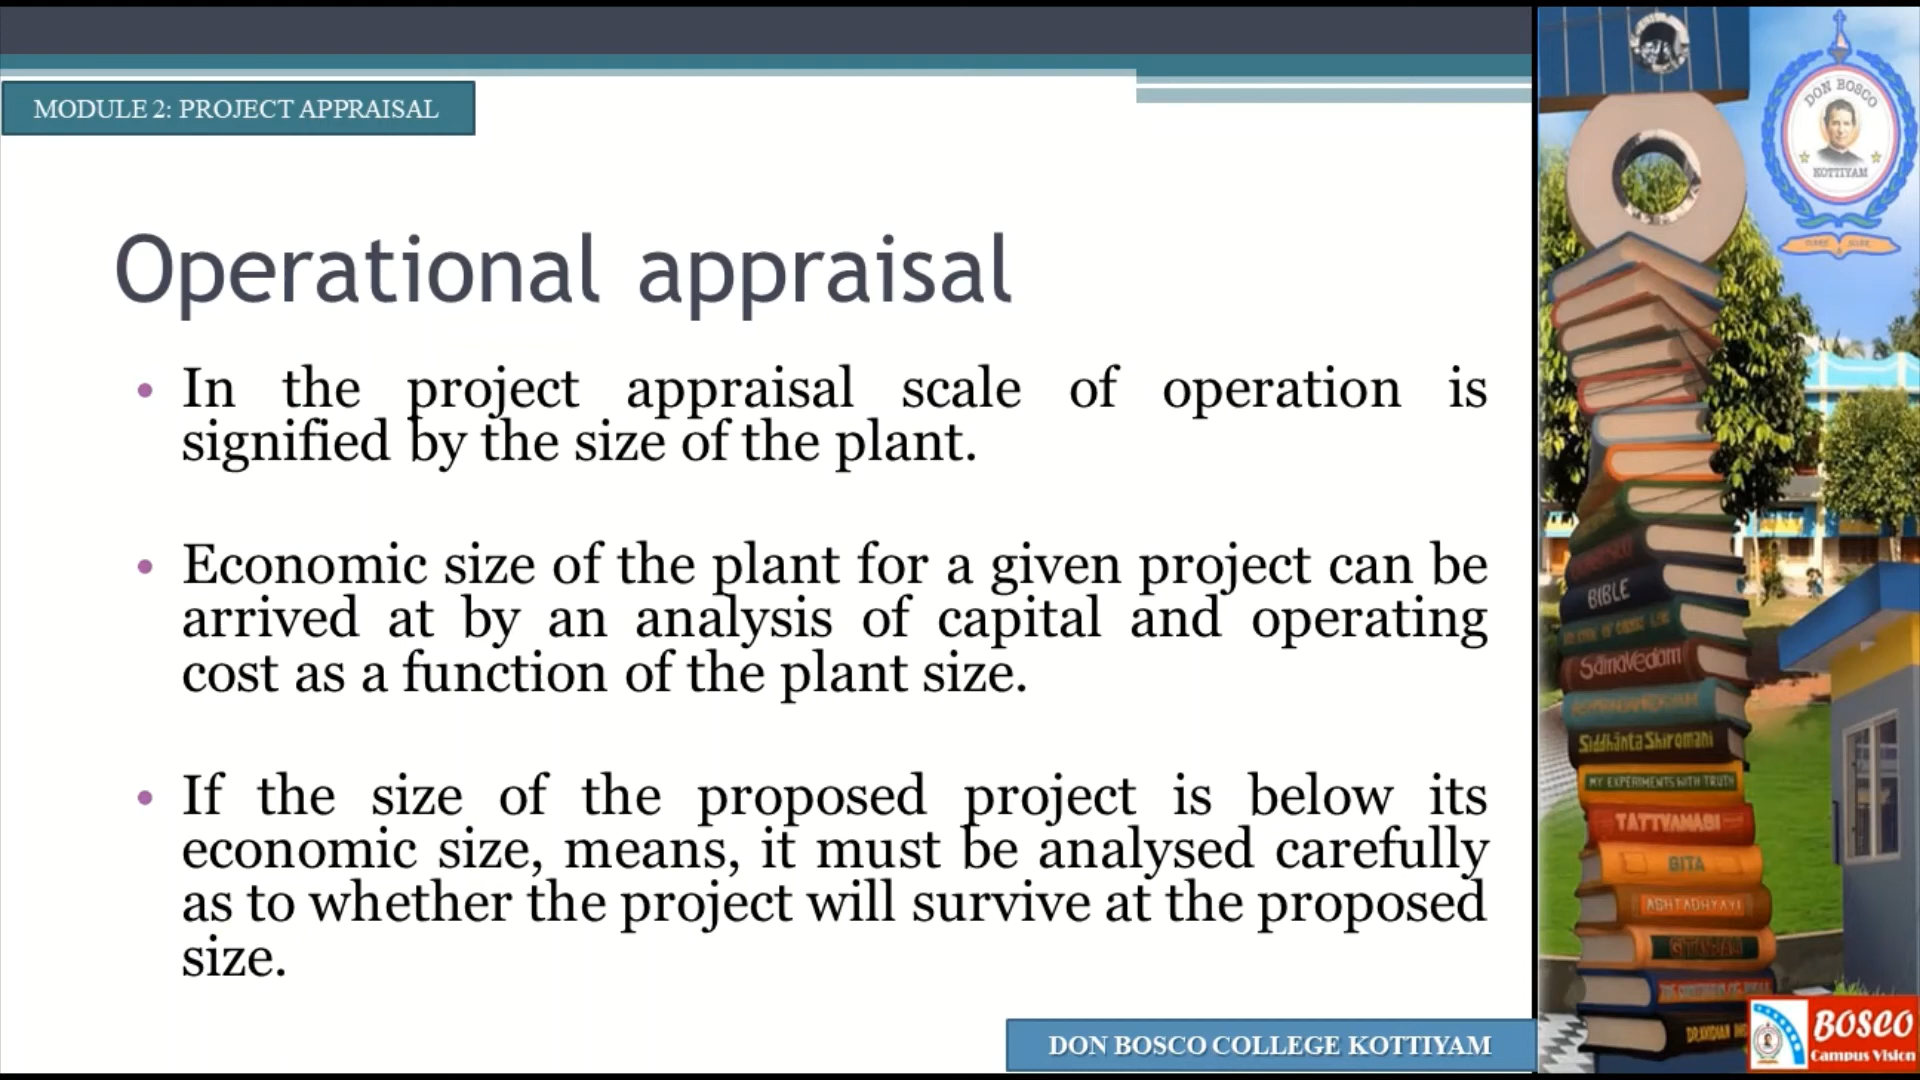 MODULE 2: PROJECT APPRAISAL
Operational appraisal
• In the project appraisal scale of operation is
signified by the size of the plant.
• Economic size of the plant for a given project can be
arrived at by an analysis of capital and operating
cost as a function of the plant size.
• If the size of the proposed project is below its
economic size, means, it must be analysed carefully
as to whether the project will survive at the proposed
size.
DON BOSCO COLLEGE KOTTIYAM
DON BOSCO
KOTTIYAM
BIBLE
SamaVedam
Siddhānta Shiromani
MY EXPERIMENTS WITH TRUTH
TATTVAMASI
GITA
ASHTADHYAYI
BOSCO
Campus Vision